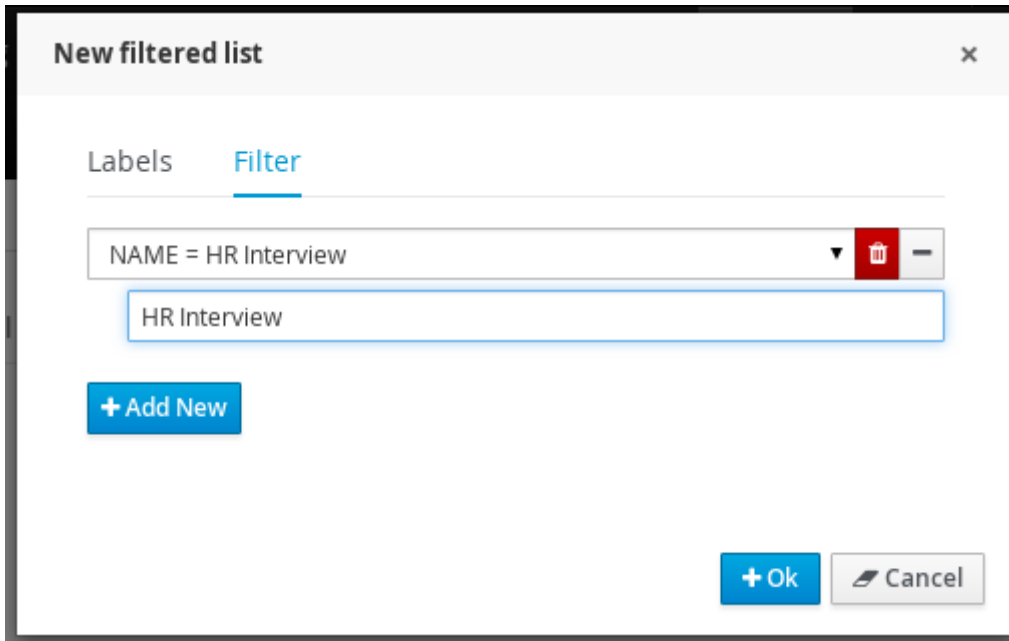 New filtered list
Labels Filter
NAME = HR Interview
HR Interview
Add New
Ok Cancel